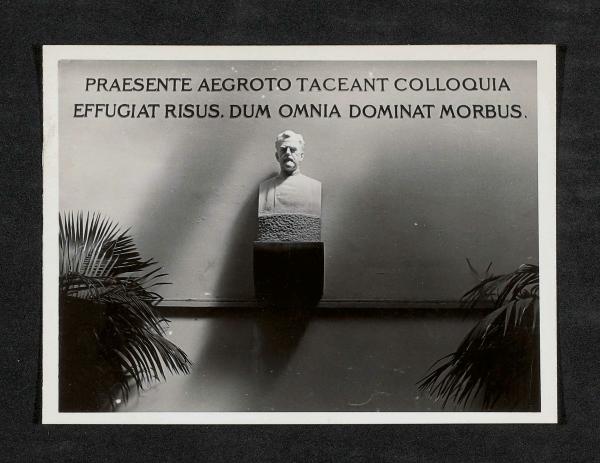 PRAESENTE AEGROTO TACEANT COLLOQUIA
EFFUGIAT RISUS. DUM OMNIA DOMINAT MORBUS.